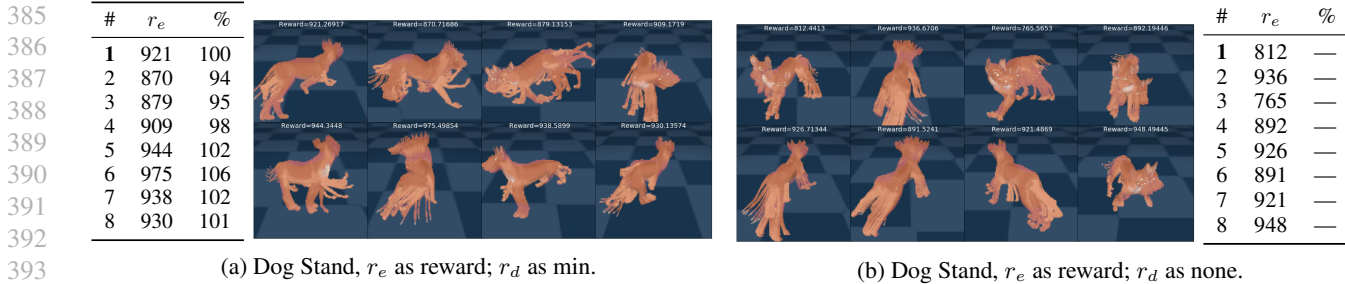 385
386
387
388
389
390
391
392
393
# r_e %
1 921 100
2 870 94
3 879 95
4 909 98
5 944 102
6 975 106
7 938 102
8 930 101
Reward=921.26917 Reward=870.71686 Reward=879.13153 Reward=909.1719
Reward=944.3448 Reward=975.49854 Reward=938.5899 Reward=930.13574
(a) Dog Stand, r_e as reward; r_d as min.
Reward=812.4413 Reward=936.6706 Reward=765.5653 Reward=892.19446
Reward=926.71344 Reward=891.5241 Reward=921.4869 Reward=948.49445
# r_e %
1 812 —
2 936 —
3 765 —
4 892 —
5 926 —
6 891 —
7 921 —
8 948 —
(b) Dog Stand, r_e as reward; r_d as none.